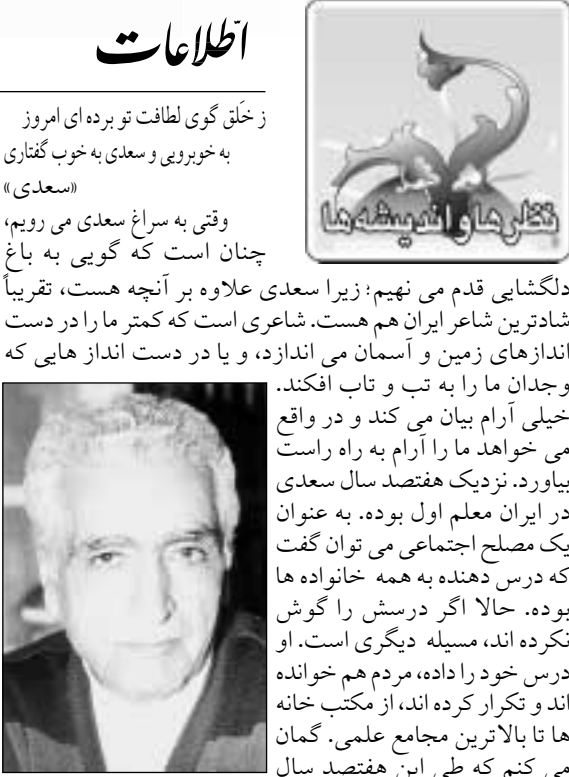 اطّلاعات
نظرها و اندیشه‌ها
ز خَلق گوی لطافت تو برده ای امروز
به خوبرویی و سعدی به خوب گفتاری
«سعدی»
وقتی به سراغ سعدی می رویم،
چنان است که گویی به باغ
دلگشایی قدم می نهیم؛ زیرا سعدی علاوه بر آنچه هست، تقریباً
شادترین شاعر ایران هم هست. شاعری است که کمتر ما را در دست
اندازهای زمین و آسمان می اندازد، و یا در دست انداز هایی که
وجدان ما را به تب و تاب افکند.
خیلی آرام بیان می کند و در واقع
می خواهد ما را آرام به راه راست
بیاورد. نزدیک هفتصد سال سعدی
در ایران معلم اول بوده. به عنوان
یک مصلح اجتماعی می توان گفت
که درس دهنده به همه خانواده ها
بوده. حالا اگر درسش را گوش
نکرده اند، مسیله دیگری است. او
درس خود را داده، مردم هم خوانده
اند و تکرار کرده اند، از مکتب خانه
ها تا بالاترین مجامع علمی. گمان
می کنم که طی این هفتصد سال